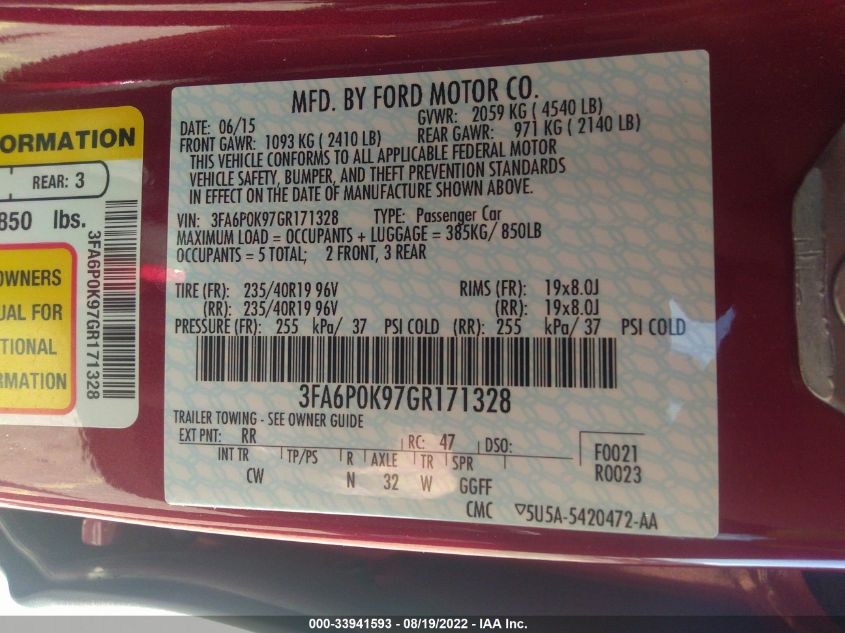 MFD. BY FORD MOTOR CO.
DATE: 06/15 GVWR: 2059 KG ( 4540 LB)
FRONT GAWR: 1093 KG ( 2410 LB) REAR GAWR: 971 KG ( 2140 LB)
THIS VEHICLE CONFORMS TO ALL APPLICABLE FEDERAL MOTOR
VEHICLE SAFETY, BUMPER, AND THEFT PREVENTION STANDARDS
IN EFFECT ON THE DATE OF MANUFACTURE SHOWN ABOVE.
VIN: 3FA6P0K97GR171328 TYPE: Passenger Car
MAXIMUM LOAD = OCCUPANTS + LUGGAGE = 385KG/ 850LB
OCCUPANTS = 5 TOTAL; 2 FRONT, 3 REAR
TIRE (FR): 235/40R19 96V RIMS (FR): 19x8.0J
(RR): 235/40R19 96V (RR): 19x8.0J
PRESSURE (FR): 255 kPa/ 37 PSI COLD (RR): 255 kPa/ 37 PSI COLD
3FA6P0K97GR171328
TRAILER TOWING - SEE OWNER GUIDE
EXT PNT: RR RC: 47 DSO:
INT TR TP/PS R AXLE TR SPR
CW N 32 W GGFF
F0021
R0023
CMC ▽5U5A-5420472-AA
ORMATION
REAR: 3
850 lbs.
OWNERS
UAL FOR
TIONAL
RMATION
3FA6P0K97GR171328
000-33941593 - 08/19/2022 - IAA Inc.